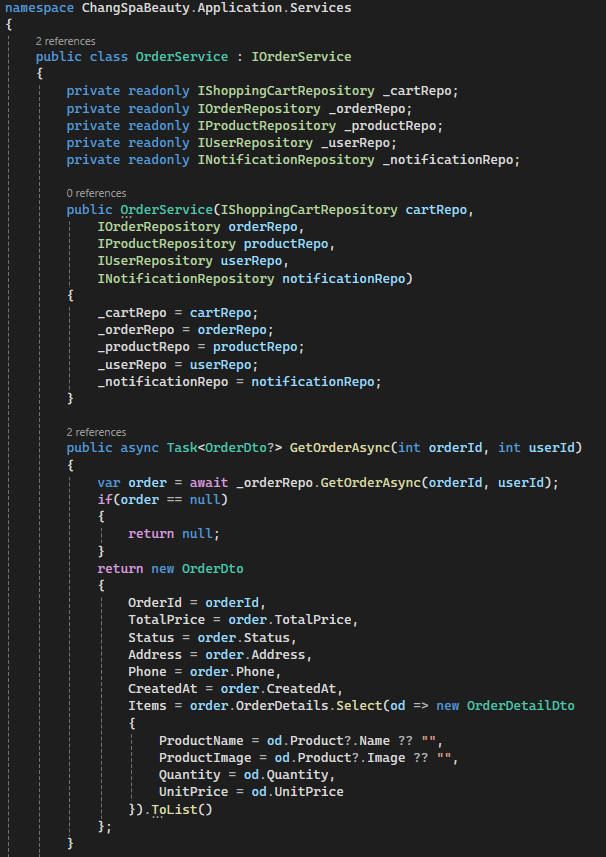 namespace ChangSpaBeauty.Application.Services
{
2 references
public class OrderService : IOrderService
{
private readonly IShoppingCartRepository _cartRepo;
private readonly IOrderRepository _orderRepo;
private readonly IProductRepository _productRepo;
private readonly IUserRepository _userRepo;
private readonly INotificationRepository _notificationRepo;
0 references
public OrderService(IShoppingCartRepository cartRepo,
IOrderRepository orderRepo,
IProductRepository productRepo,
IUserRepository userRepo,
INotificationRepository notificationRepo)
{
_cartRepo = cartRepo;
_orderRepo = orderRepo;
_productRepo = productRepo;
_userRepo = userRepo;
_notificationRepo = notificationRepo;
}
2 references
public async Task<OrderDto?> GetOrderAsync(int orderId, int userId)
{
var order = await _orderRepo.GetOrderAsync(orderId, userId);
if(order == null)
{
return null;
}
return new OrderDto
{
OrderId = orderId,
TotalPrice = order.TotalPrice,
Status = order.Status,
Address = order.Address,
Phone = order.Phone,
CreatedAt = order.CreatedAt,
Items = order.OrderDetails.Select(od => new OrderDetailDto
{
ProductName = od.Product?.Name ?? "",
ProductImage = od.Product?.Image ?? "",
Quantity = od.Quantity,
UnitPrice = od.UnitPrice
}).ToList()
};
}